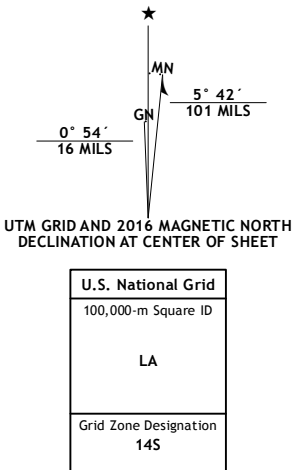 MN
GN
5° 42´
101 MILS
0° 54´
16 MILS
UTM GRID AND 2016 MAGNETIC NORTH
DECLINATION AT CENTER OF SHEET
U.S. National Grid
100,000-m Square ID
LA
Grid Zone Designation
14S